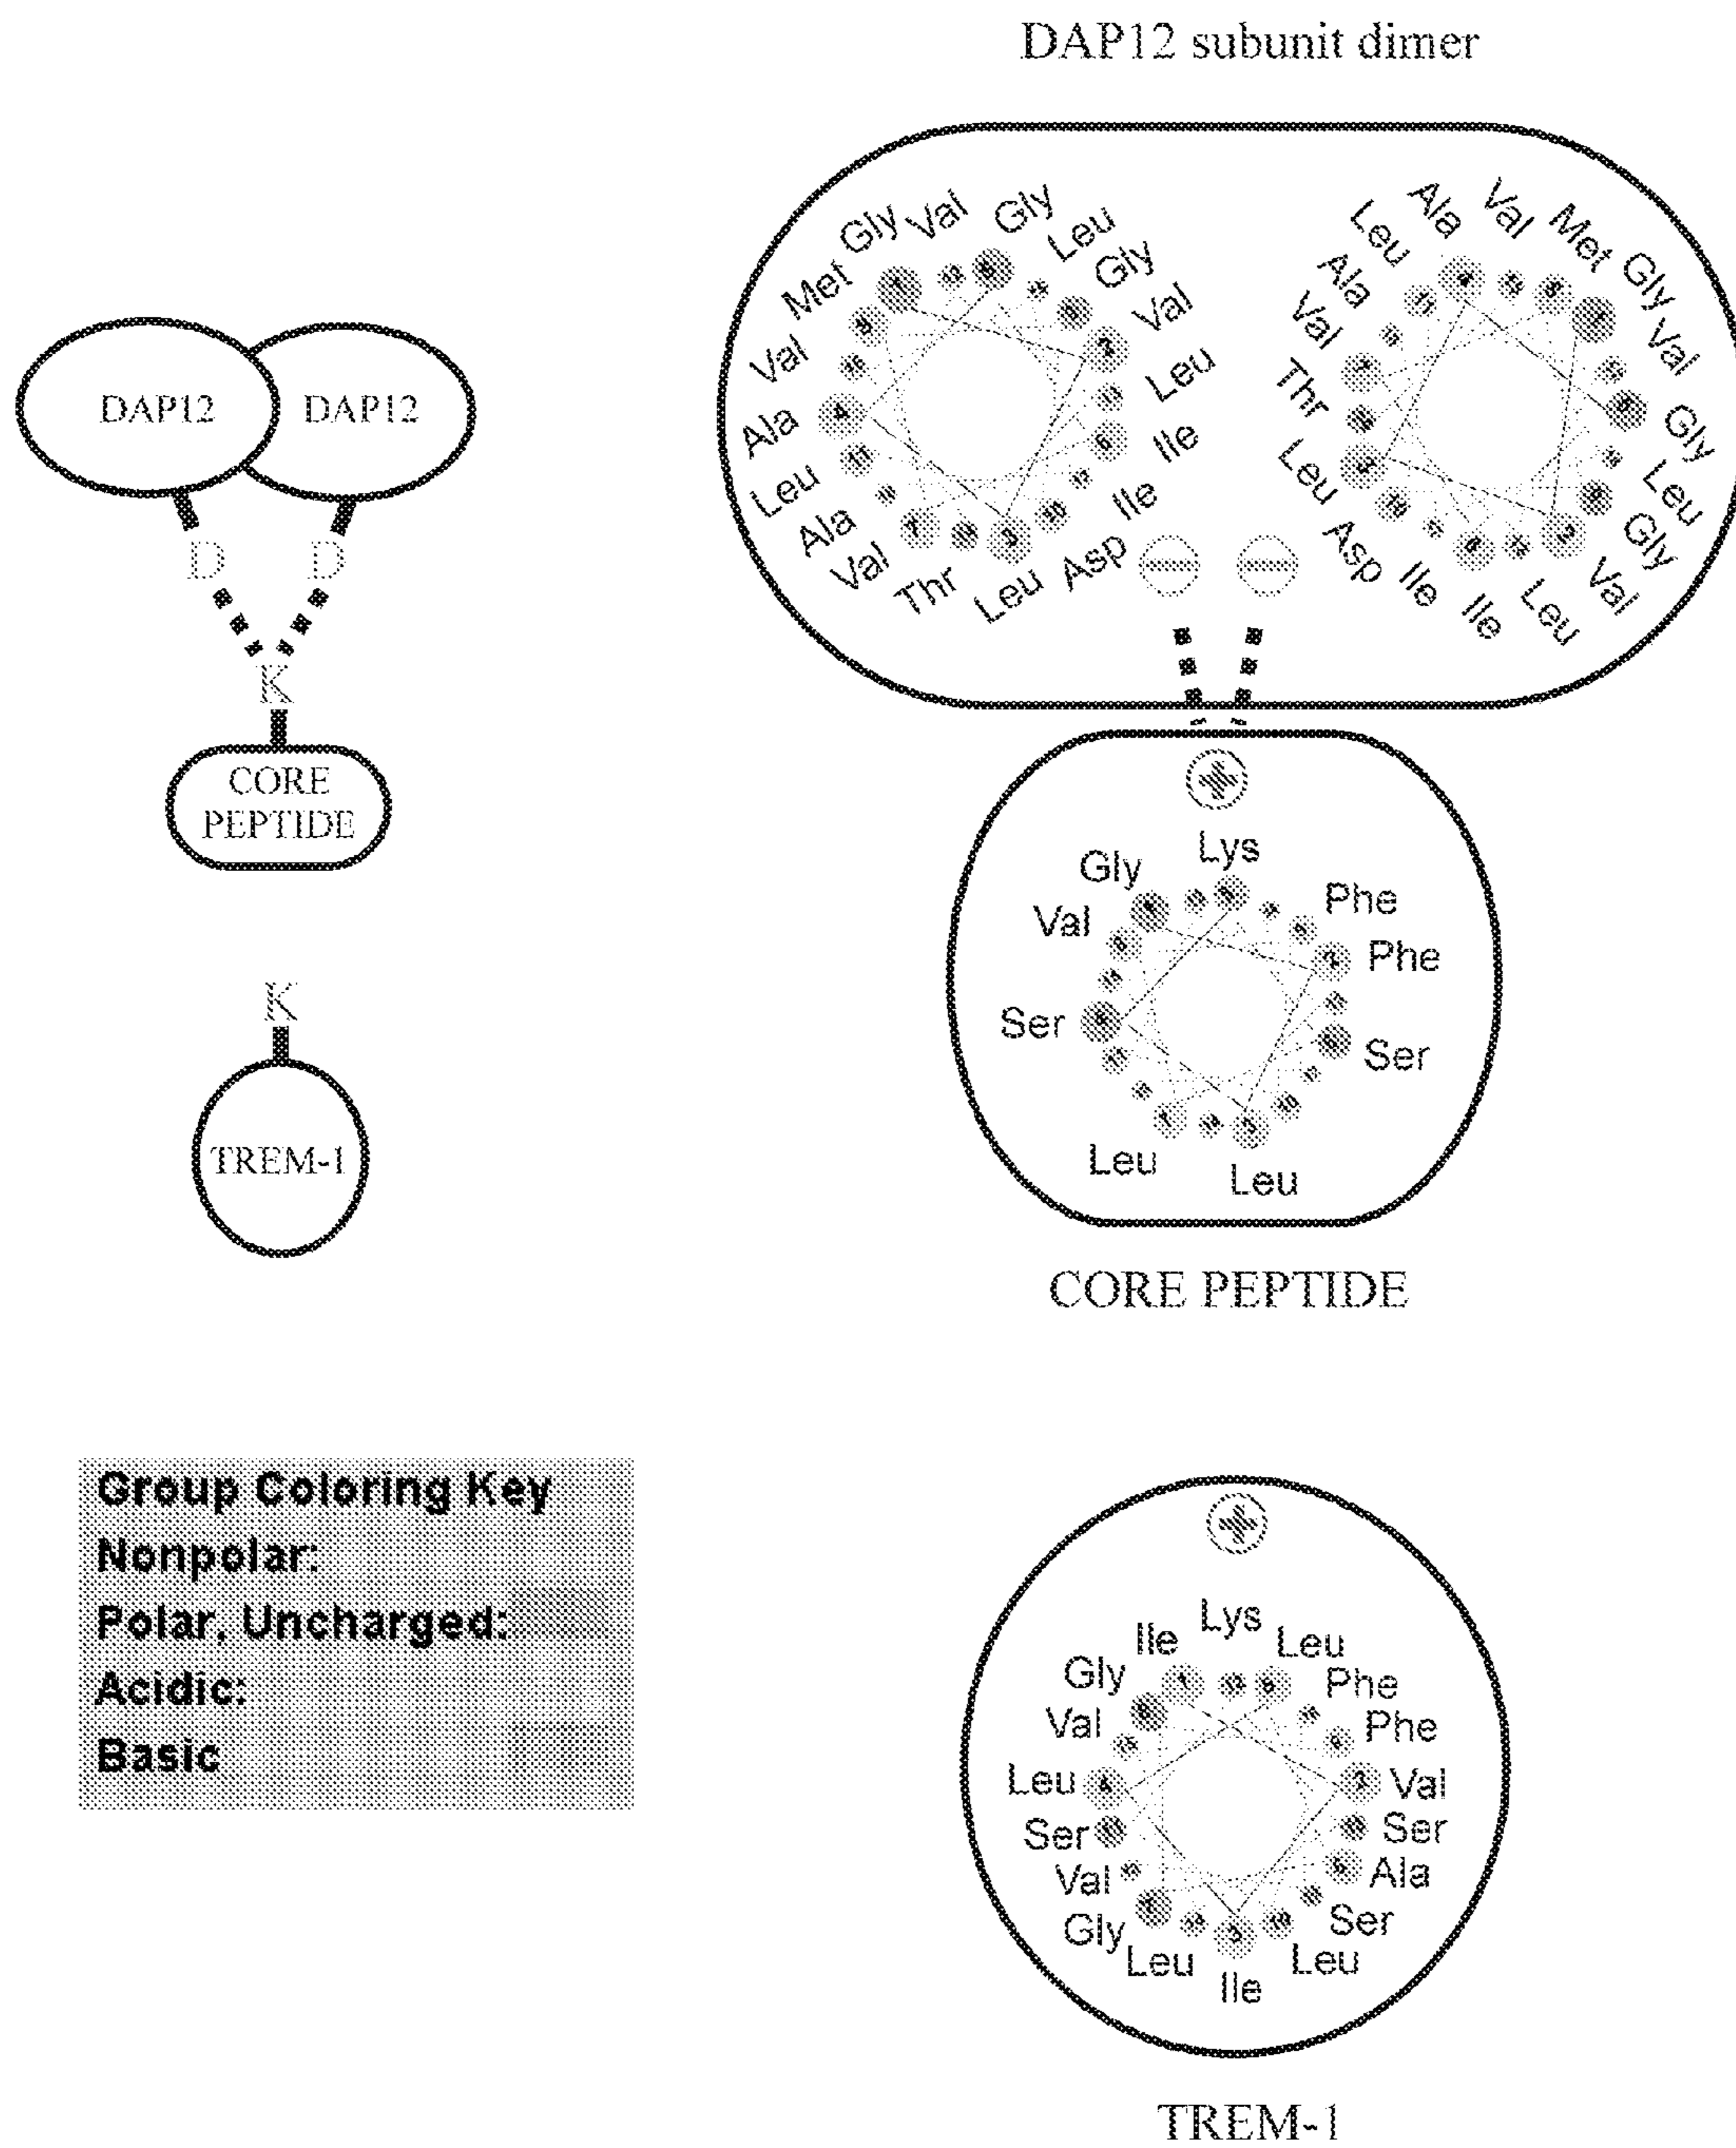 DAP12 subunit dimer
DAP12
DAP12
D
D
K
CORE
PEPTIDE
K
TREM-1
Met
Gly
Val
Gly
Leu
Gly
Val
Leu
Ile
Ile
Asp
Leu
Thr
Val
Ala
Leu
Ala
Val
Thr
Val
Ala
Leu
Ala
Val
Met
Gly
Val
Gly
Leu
Gly
Val
Leu
Ile
Ile
Asp
Leu
Lys
Gly
Phe
Val
Phe
Ser
Ser
Leu
Leu
CORE PEPTIDE
Group Coloring Key
Nonpolar:
Polar, Uncharged:
Acidic:
Basic
Lys
Ile
Leu
Gly
Phe
Val
Phe
Leu
Val
Ser
Ser
Val
Ala
Gly
Ser
Leu
Leu
Ile
TREM-1